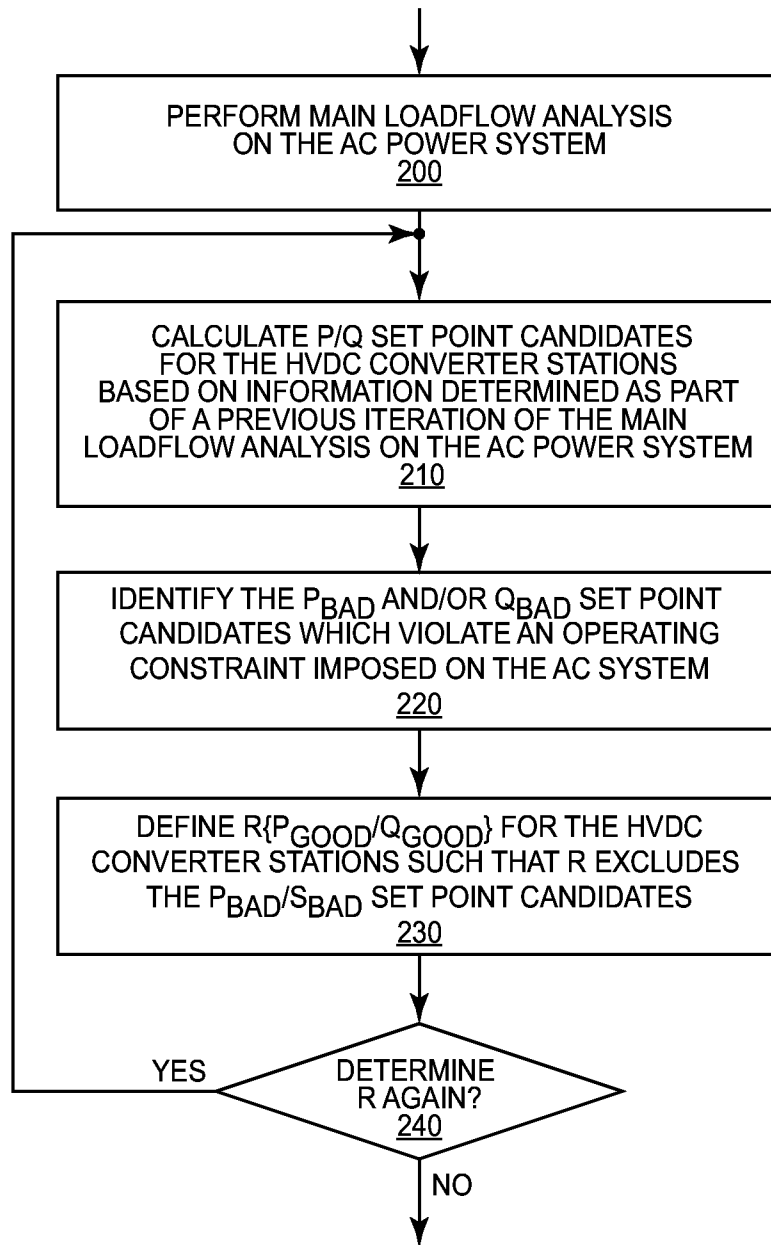 PERFORM MAIN LOADFLOW ANALYSIS
ON THE AC POWER SYSTEM
200
CALCULATE P/Q SET POINT CANDIDATES
FOR THE HVDC CONVERTER STATIONS
BASED ON INFORMATION DETERMINED AS PART
OF A PREVIOUS ITERATION OF THE MAIN
LOADFLOW ANALYSIS ON THE AC POWER SYSTEM
210
IDENTIFY THE PBAD AND/OR QBAD SET POINT
CANDIDATES WHICH VIOLATE AN OPERATING
CONSTRAINT IMPOSED ON THE AC SYSTEM
220
DEFINE R{PGOOD/QGOOD} FOR THE HVDC
CONVERTER STATIONS SUCH THAT R EXCLUDES
THE PBAD/SBAD SET POINT CANDIDATES
230
YES
DETERMINE
R AGAIN?
240
NO